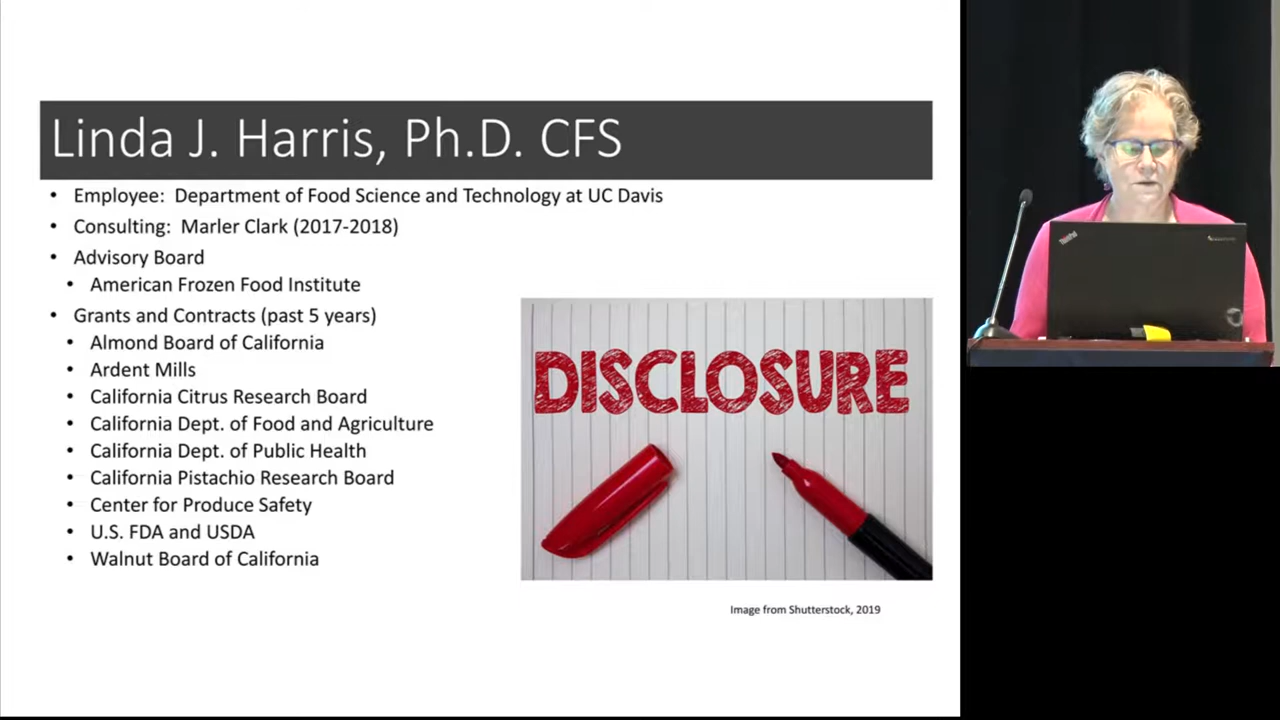 Linda J. Harris, Ph.D. CFS
• Employee: Department of Food Science and Technology at UC Davis
• Consulting: Marler Clark (2017-2018)
• Advisory Board
• American Frozen Food Institute
• Grants and Contracts (past 5 years)
• Almond Board of California
• Ardent Mills
• California Citrus Research Board
• California Dept. of Food and Agriculture
• California Dept. of Public Health
• California Pistachio Research Board
• Center for Produce Safety
• U.S. FDA and USDA
• Walnut Board of California
DISCLOSURE
Image from Shutterstock, 2019
ThinkPad